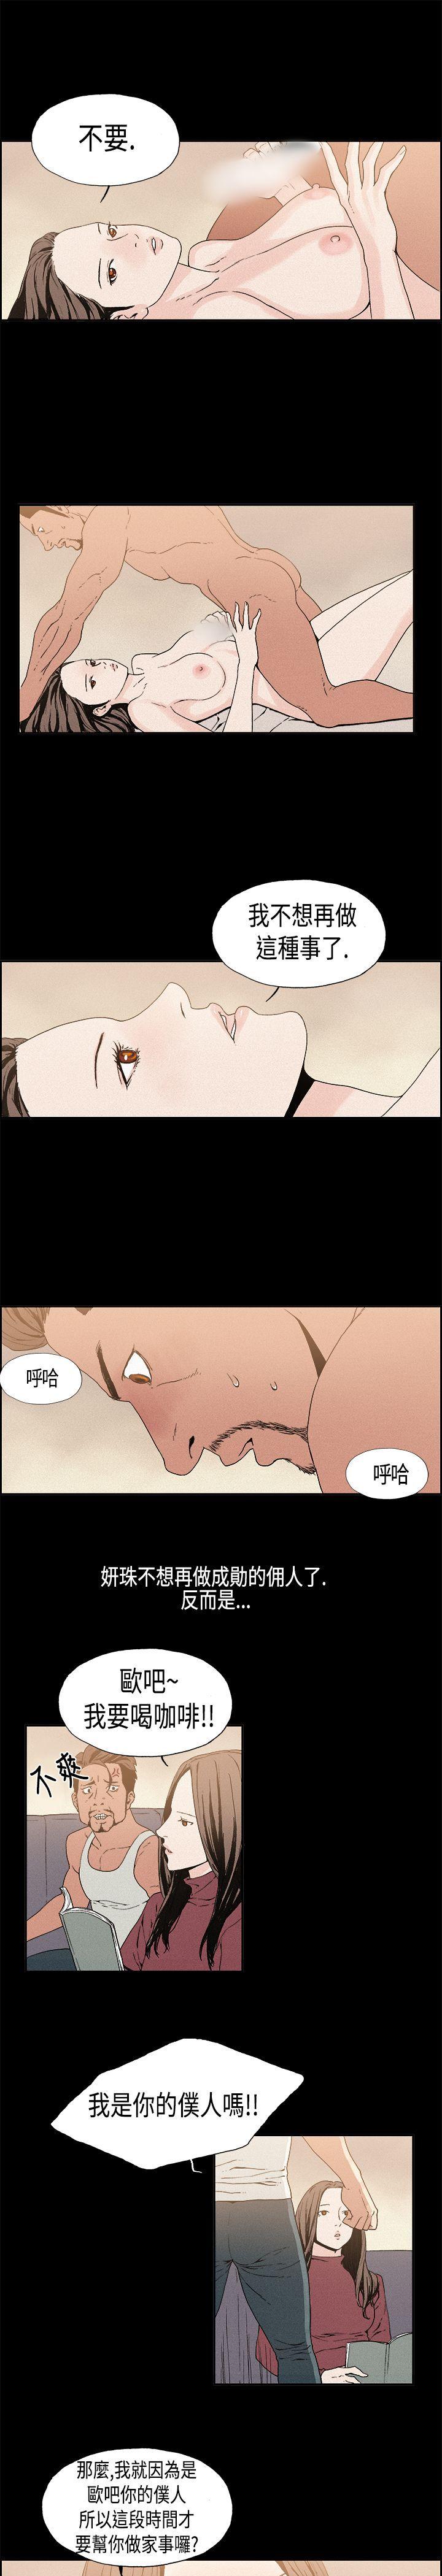 不要.
我不想再做
這種事了.
呼哈
呼哈
妍珠不想再做成勛的佣人了.
反而是...
歐吧~
我要喝咖啡!!
不爽
我是你的僕人嗎!!
那麼,我就因為是
歐吧你的僕人
所以這段時間才
要幫你做家事囉?